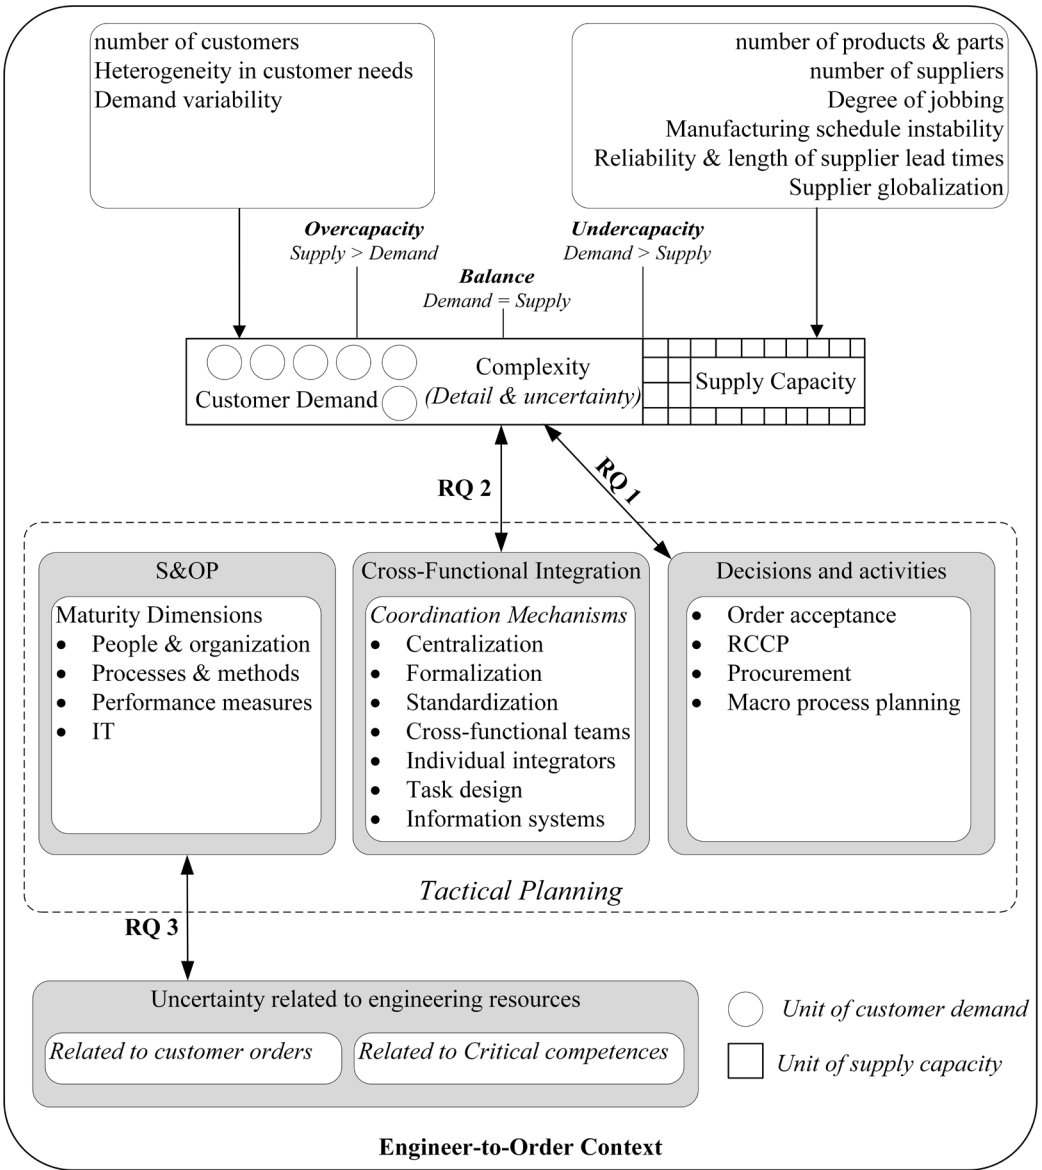 number of customers
Heterogeneity in customer needs
Demand variability
number of products & parts
number of suppliers
Degree of jobbing
Manufacturing schedule instability
Reliability & length of supplier lead times
Supplier globalization
Overcapacity
Supply > Demand
Balance
Demand = Supply
Undercapacity
Demand > Supply
Customer Demand
Complexity
(Detail & uncertainty)
Supply Capacity
RQ 2
RQ 1
S&OP
Maturity Dimensions
• People & organization
• Processes & methods
• Performance measures
• IT
Cross-Functional Integration
Coordination Mechanisms
• Centralization
• Formalization
• Standardization
• Cross-functional teams
• Individual integrators
• Task design
• Information systems
Decisions and activities
• Order acceptance
• RCCP
• Procurement
• Macro process planning
Tactical Planning
RQ 3
Uncertainty related to engineering resources
Related to customer orders
Related to Critical competences
Unit of customer demand
Unit of supply capacity
Engineer-to-Order Context